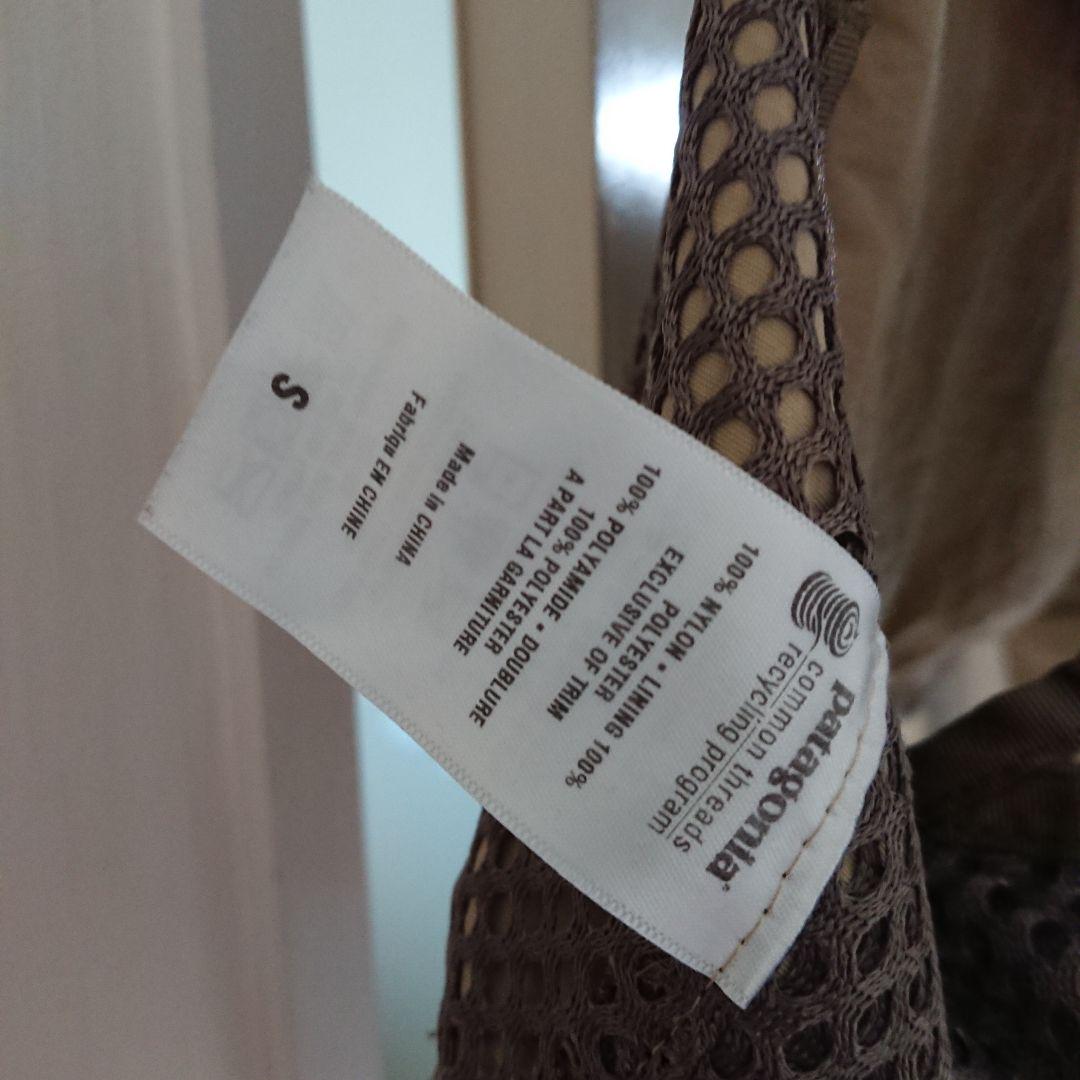 patagonia®
common threads
recycling program
100% NYLON • LINING 100%
POLYESTER
EXCLUSIVE OF TRIM
100% POLYAMIDE • DOUBLURE
100% POLYESTER
A PART LA GARNITURE
Made in CHINA
Fabriqu EN CHINE
S